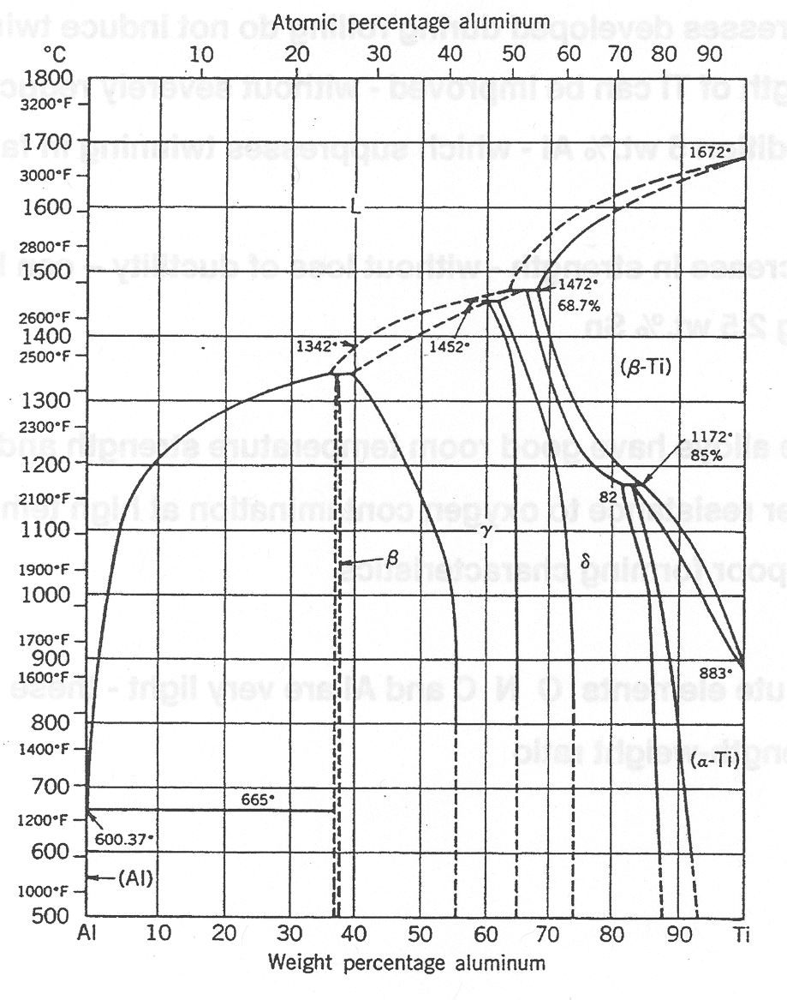 Atomic percentage aluminum
°C 10 20 30 40 50 60 70 80 90
1800
3200°F
1700
1672°
3000°F
1600
L
2800°F
1500
1472°
68.7%
2600°F
1400
1342°
1452°
2500°F
(β-Ti)
1300
2300°F
1172°
85%
1200
2100°F
82
1100
γ
β
δ
1900°F
1000
1700°F
900
883°
1600°F
800
1400°F
(α-Ti)
700
665°
1200°F
600.37°
600
(Al)
1000°F
500
Al 10 20 30 40 50 60 70 80 90 Ti
Weight percentage aluminum